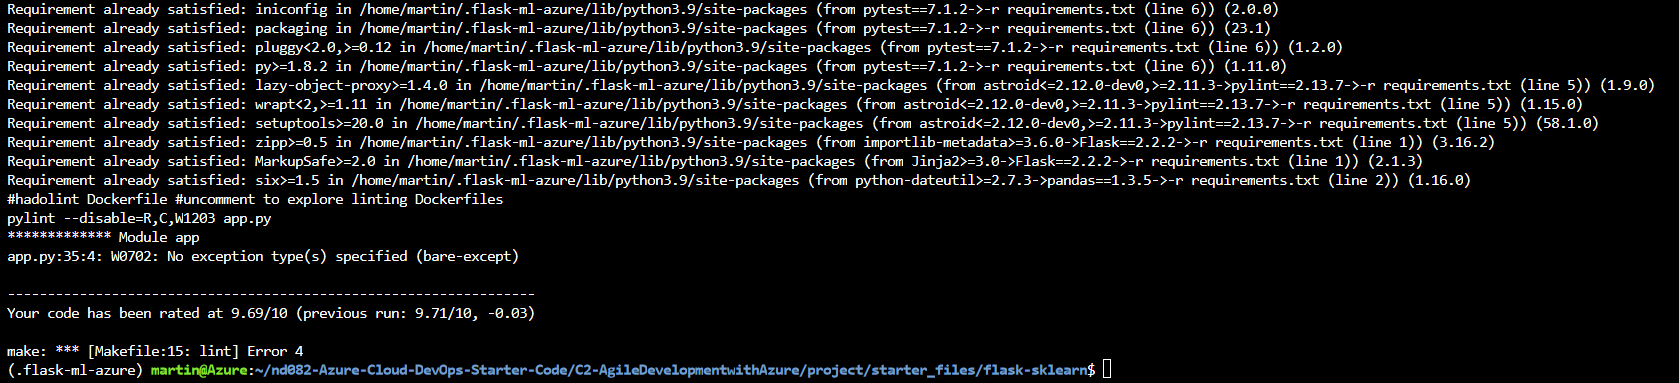 Requirement already satisfied: iniconfig in /home/martin/.flask-ml-azure/lib/python3.9/site-packages (from pytest==7.1.2->-r requirements.txt (line 6)) (2.0.0)
Requirement already satisfied: packaging in /home/martin/.flask-ml-azure/lib/python3.9/site-packages (from pytest==7.1.2->-r requirements.txt (line 6)) (23.1)
Requirement already satisfied: pluggy<2.0,>=0.12 in /home/martin/.flask-ml-azure/lib/python3.9/site-packages (from pytest==7.1.2->-r requirements.txt (line 6)) (1.2.0)
Requirement already satisfied: py>=1.8.2 in /home/martin/.flask-ml-azure/lib/python3.9/site-packages (from pytest==7.1.2->-r requirements.txt (line 6)) (1.11.0)
Requirement already satisfied: lazy-object-proxy>=1.4.0 in /home/martin/.flask-ml-azure/lib/python3.9/site-packages (from astroid<=2.12.0-dev0,>=2.11.3->pylint==2.13.7->-r requirements.txt (line 5)) (1.9.0)
Requirement already satisfied: wrapt<2,>=1.11 in /home/martin/.flask-ml-azure/lib/python3.9/site-packages (from astroid<=2.12.0-dev0,>=2.11.3->pylint==2.13.7->-r requirements.txt (line 5)) (1.15.0)
Requirement already satisfied: setuptools>=20.0 in /home/martin/.flask-ml-azure/lib/python3.9/site-packages (from astroid<=2.12.0-dev0,>=2.11.3->pylint==2.13.7->-r requirements.txt (line 5)) (58.1.0)
Requirement already satisfied: zipp>=0.5 in /home/martin/.flask-ml-azure/lib/python3.9/site-packages (from importlib-metadata>=3.6.0->Flask==2.2.2->-r requirements.txt (line 1)) (3.16.2)
Requirement already satisfied: MarkupSafe>=2.0 in /home/martin/.flask-ml-azure/lib/python3.9/site-packages (from Jinja2>=3.0->Flask==2.2.2->-r requirements.txt (line 1)) (2.1.3)
Requirement already satisfied: six>=1.5 in /home/martin/.flask-ml-azure/lib/python3.9/site-packages (from python-dateutil>=2.7.3->pandas==1.3.5->-r requirements.txt (line 2)) (1.16.0)
#hadolint Dockerfile #uncomment to explore linting Dockerfiles
pylint --disable=R,C,W1203 app.py
************* Module app
app.py:35:4: W0702: No exception type(s) specified (bare-except)
------------------------------------------------------------------
Your code has been rated at 9.69/10 (previous run: 9.71/10, -0.03)
make: *** [Makefile:15: lint] Error 4
(.flask-ml-azure) martin@Azure:~/nd082-Azure-Cloud-DevOps-Starter-Code/C2-AgileDevelopmentwithAzure/project/starter_files/flask-sklearn$